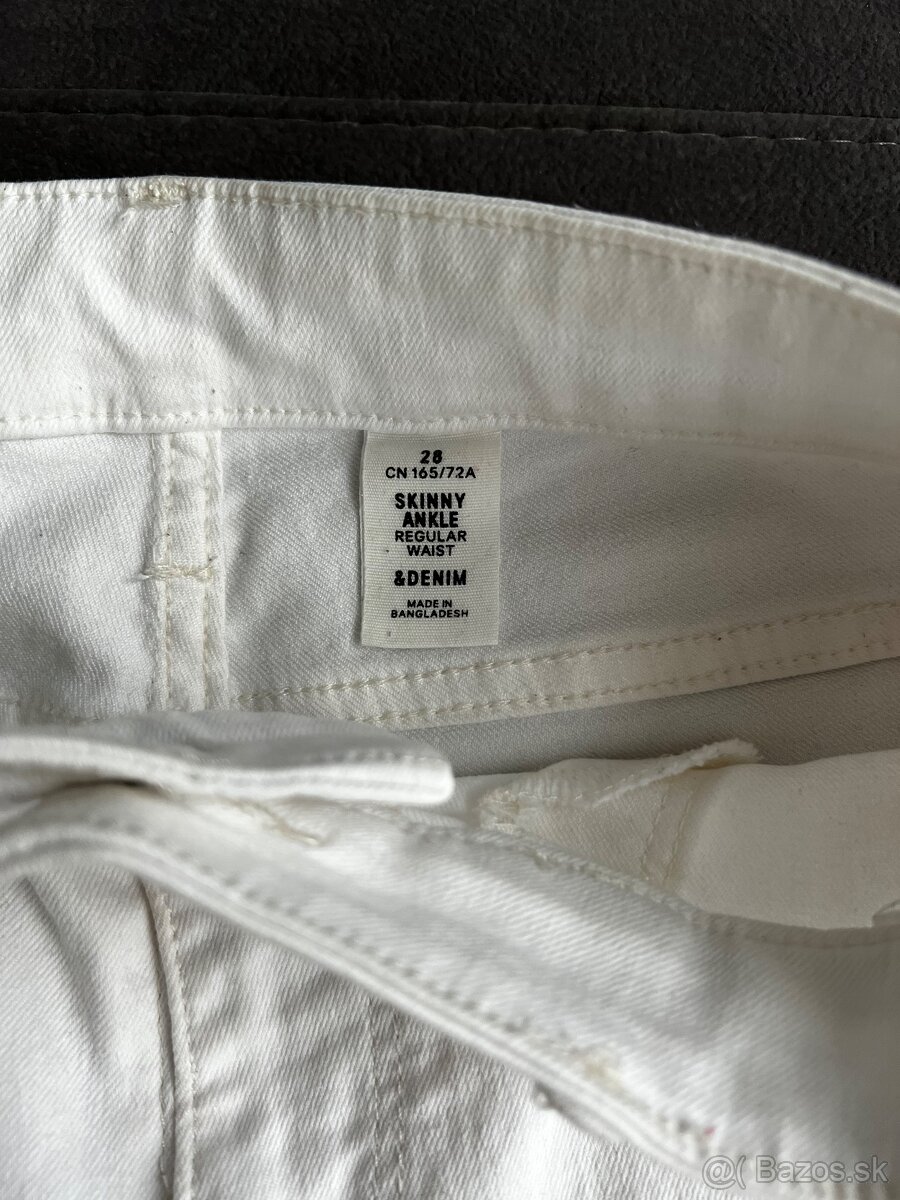 28
CN 165/72A
SKINNY
ANKLE
REGULAR
WAIST
&DENIM
MADE IN
BANGLADESH
@( Bazos.sk